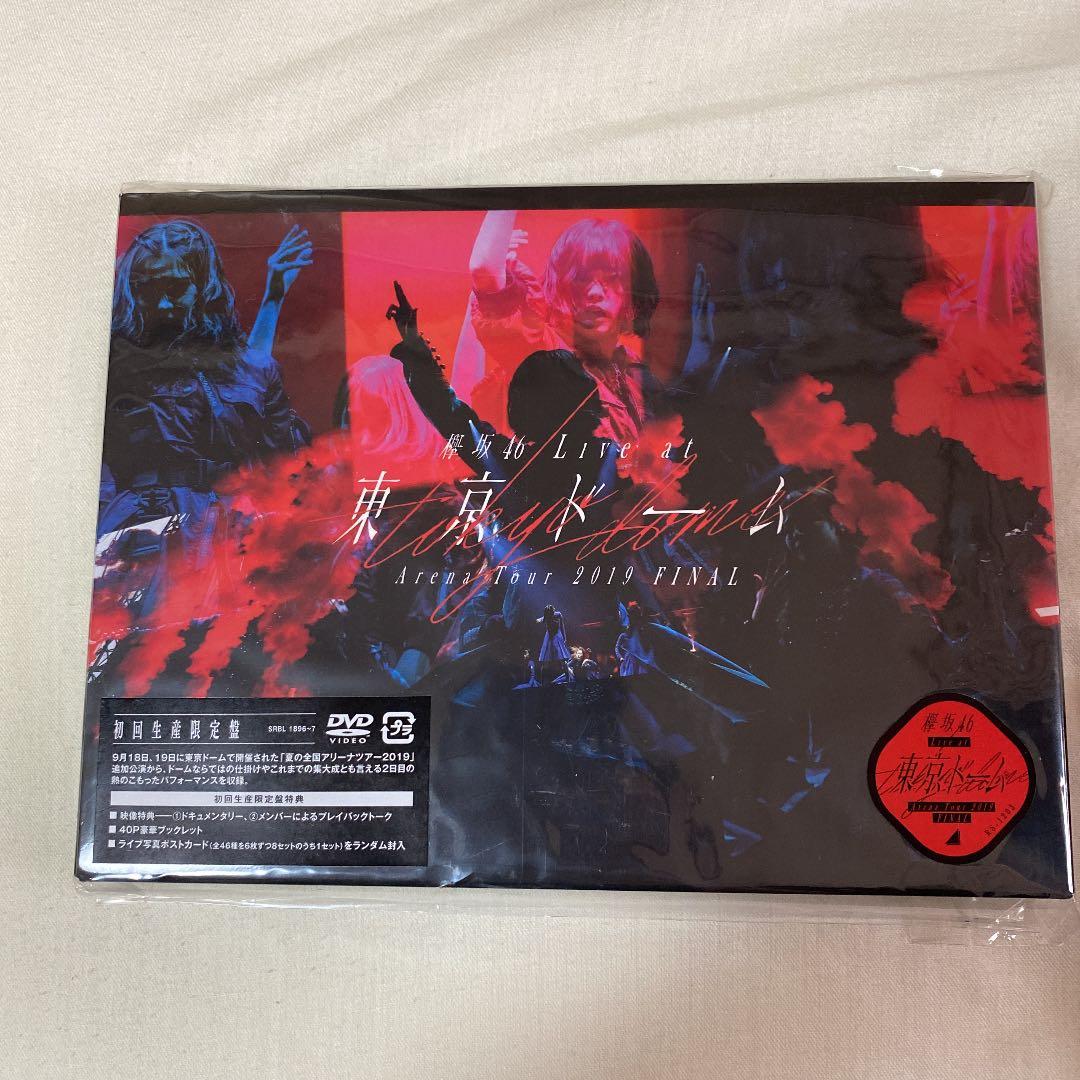 欅坂46 Live at
東京ドーム
tokyo dome
Arena Tour 2019 FINAL
初回生産限定盤
SRBL 1896~7
DVD
VIDEO
9月18日、19日に東京ドームで開催された「夏の全国アリーナツアー2019」
追加公演から、ドームならではの仕掛けやこれまでの集大成とも言える2日目の
熱のこもったパフォーマンスを収録。
初回生産限定盤特典
■ 映像特典──①ドキュメンタリー、②メンバーによるプレイバックトーク
■ 40P豪華ブックレット
■ ライブ写真ポストカード(全46種を6枚ずつ8セットのうち1セット)をランダム封入
欅坂46
Live at
東京ドーム
Arena Tour 2019
FINAL